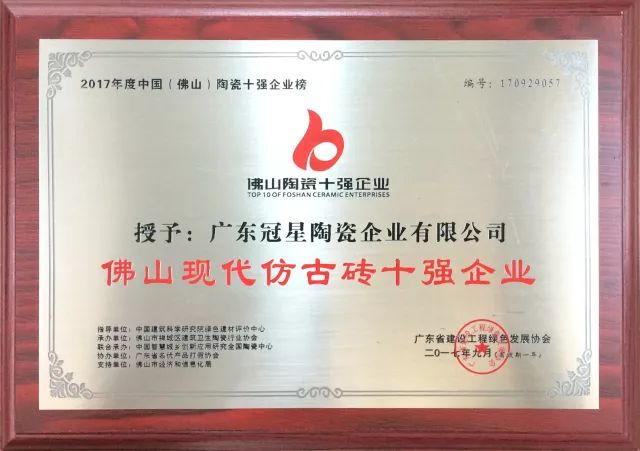 2017年度中国（佛山）陶瓷十强企业榜
编号：170929057
佛山陶瓷十强企业
TOP 10 OF FOSHAN CERAMIC ENTERPRISES
授予：广东冠星陶瓷企业有限公司
佛山现代仿古砖十强企业
指导单位：中国建筑科学研究院绿色建材评价中心
承办单位：佛山市禅城区建筑卫生陶瓷行业协会
联合承办：中国智慧城乡创新应用研究全国陶瓷中心
协办单位：广东省名优产品打假协会
支持单位：佛山市经济和信息化局
广东省建设工程绿色发展协会
二〇一七年九月（有效期一年）